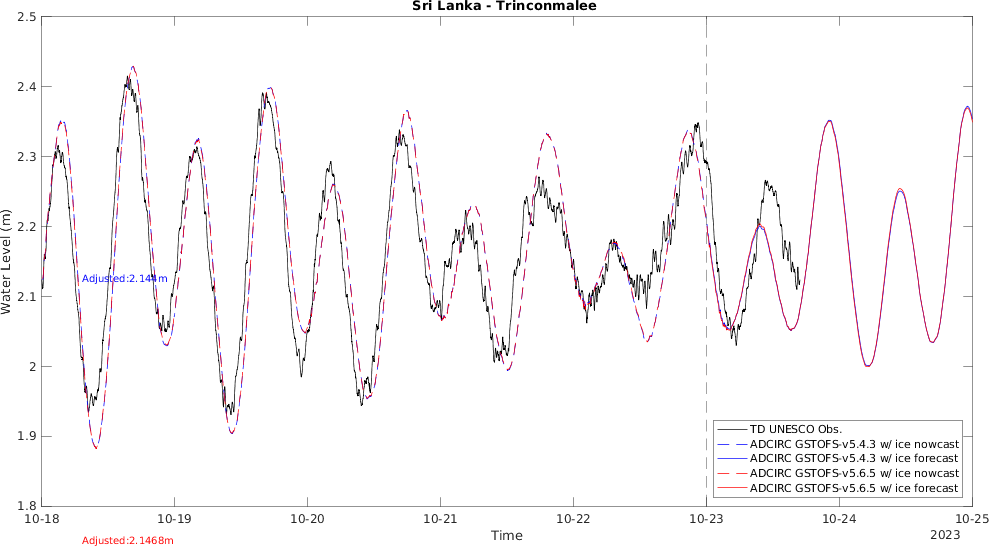 Sri Lanka - Trinconmalee
2.5
2.4
2.3
2.2
2.1
2
1.9
1.8
Water Level (m)
Adjusted:2.144m
TD UNESCO Obs.
ADCIRC GSTOFS-v5.4.3 w/ ice nowcast
ADCIRC GSTOFS-v5.4.3 w/ ice forecast
ADCIRC GSTOFS-v5.6.5 w/ ice nowcast
ADCIRC GSTOFS-v5.6.5 w/ ice forecast
10-18 10-19 10-20 10-21 10-22 10-23 10-24 10-25
Time
2023
Adjusted:2.1468m